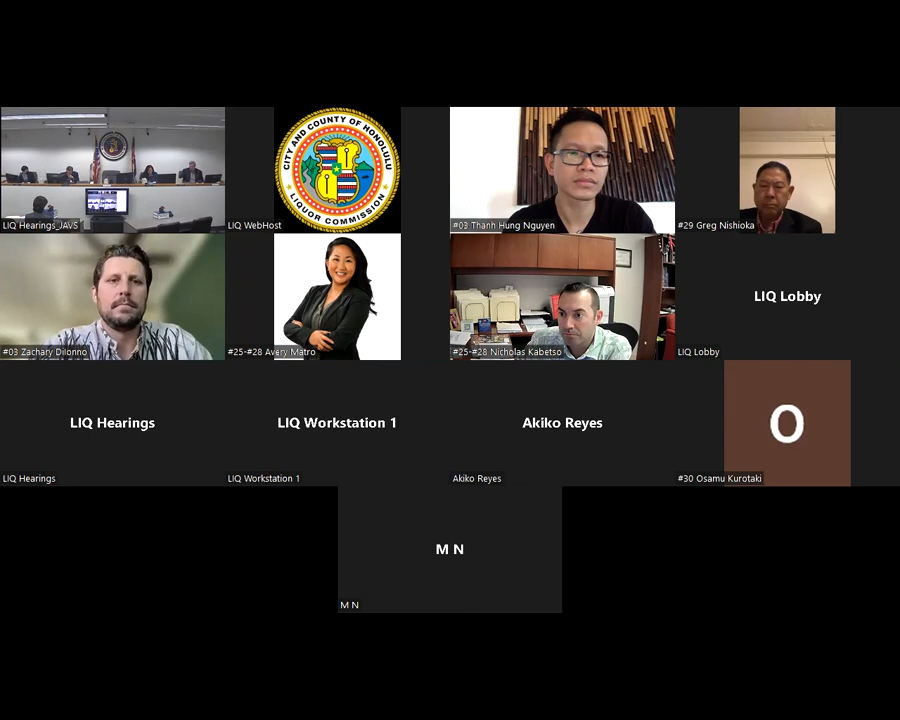 LIQ Hearings_JAVS
CITY AND COUNTY OF HONOLULU
LIQUOR COMMISSION
LIQ WebHost
#03 Thanh Hung Nguyen
#29 Greg Nishioka
#03 Zachary DiIonno
#25-#28 Avery Matro
#25-#28 Nicholas Kabetso
LIQ Lobby
LIQ Lobby
LIQ Hearings
LIQ Hearings
LIQ Workstation 1
LIQ Workstation 1
Akiko Reyes
Akiko Reyes
O
#30 Osamu Kurotaki
M N
M N